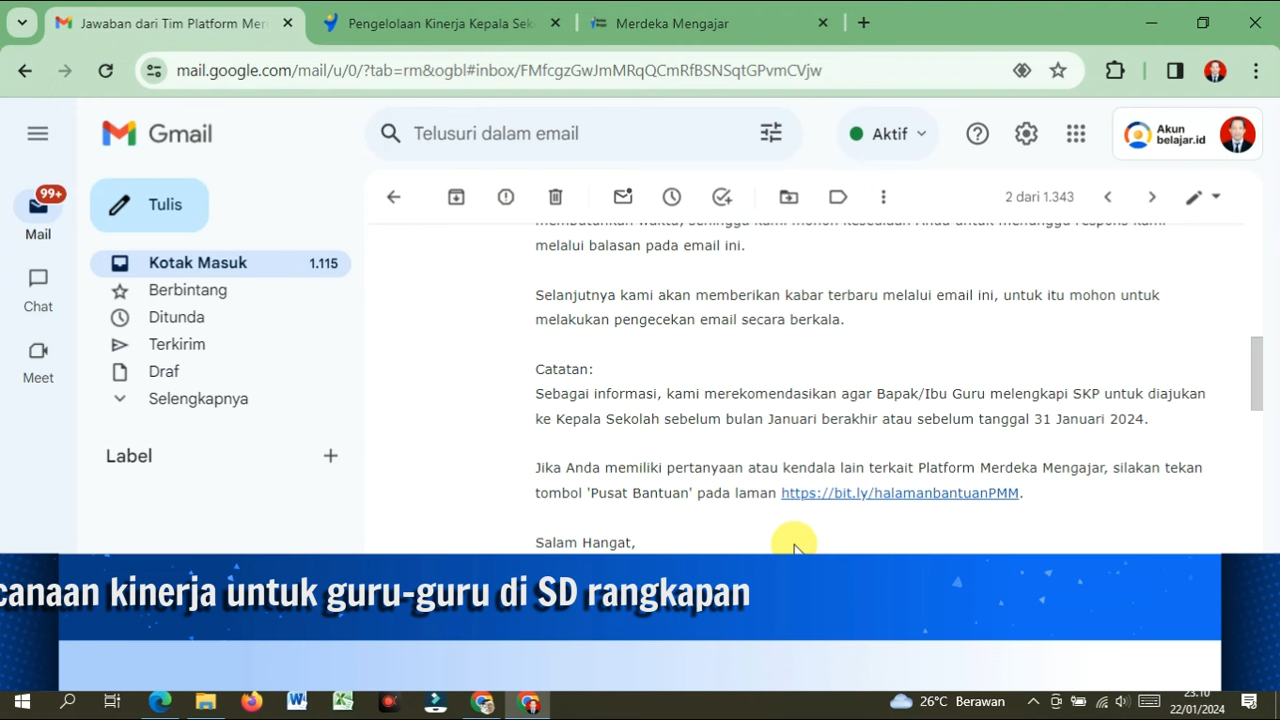 Jawaban dari Tim Platform Mer
Pengelolaan Kinerja Kepala Sek
Merdeka Mengajar
mail.google.com/mail/u/0/?tab=rm&ogbl#inbox/FMfcgzGwJmMRqQCmRfBSNSqtGPvmCVjw
Gmail
Telusuri dalam email
Aktif
Akun
belajar.id
99+
Mail
Chat
Meet
Tulis
Kotak Masuk 1.115
Berbintang
Ditunda
Terkirim
Draf
Selengkapnya
Label
2 dari 1.343
melalui balasan pada email ini.
Selanjutnya kami akan memberikan kabar terbaru melalui email ini, untuk itu mohon untuk
melakukan pengecekan email secara berkala.
Catatan:
Sebagai informasi, kami merekomendasikan agar Bapak/Ibu Guru melengkapi SKP untuk diajukan
ke Kepala Sekolah sebelum bulan Januari berakhir atau sebelum tanggal 31 Januari 2024.
Jika Anda memiliki pertanyaan atau kendala lain terkait Platform Merdeka Mengajar, silakan tekan
tombol 'Pusat Bantuan' pada laman https://bit.ly/halamanbantuanPMM.
Salam Hangat,
canaan kinerja untuk guru-guru di SD rangkapan
26°C Berawan
23.10
22/01/2024